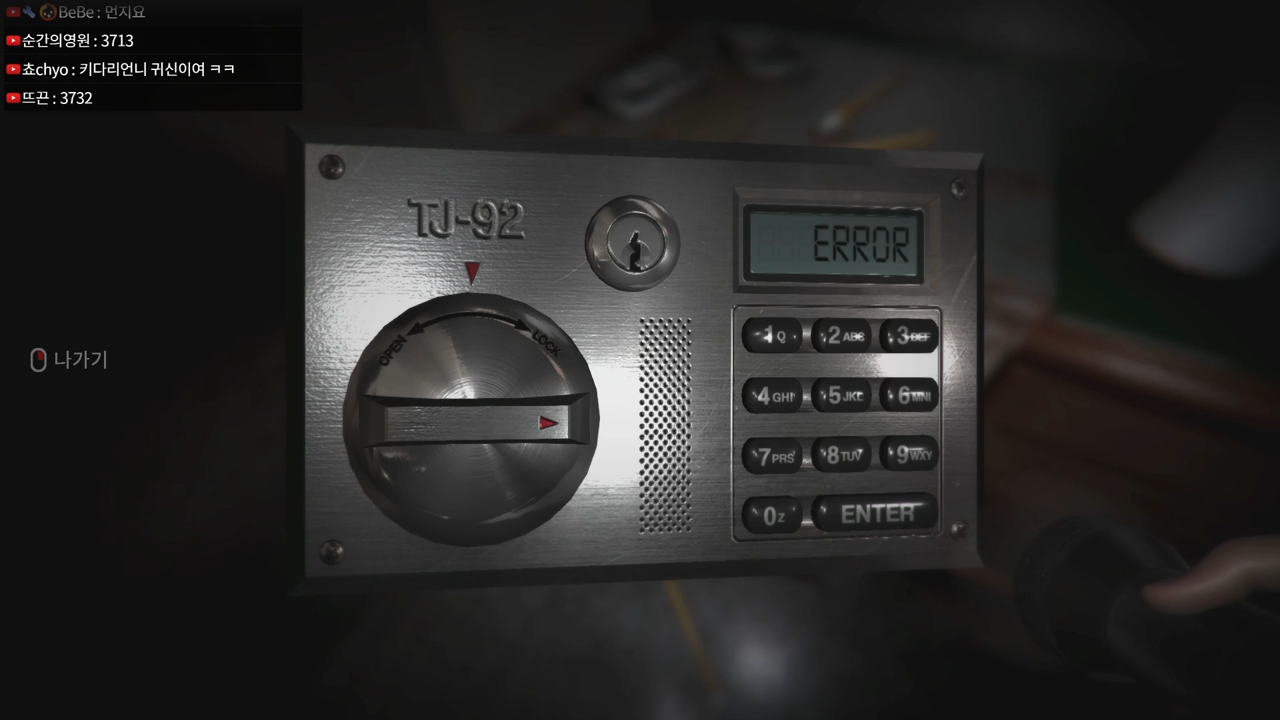 BeBe : 먼지요
순간의영원 : 3713
쵸chyo : 키다리언니 귀신이여 ㅋㅋ
뜨끈 : 3732
TJ-92
ERROR
OPEN
LOCK
1 Q
2 ABC
3 DEF
4 GHI
5 JKL
6 MNI
7 PRS
8 TUV
9 WXY
0 Z
ENTER
나가기